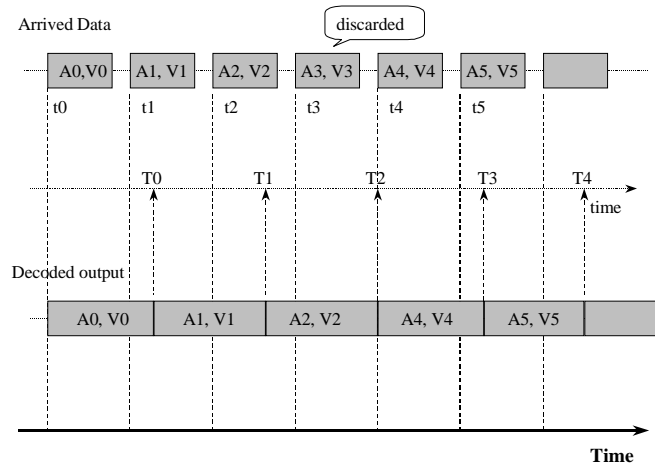 Arrived Data
discarded
A0,V0 A1, V1 A2, V2 A3, V3 A4, V4 A5, V5
t0 t1 t2 t3 t4 t5
T0 T1 T2 T3 T4
time
Decoded output
A0, V0 A1, V1 A2, V2 A4, V4 A5, V5
Time